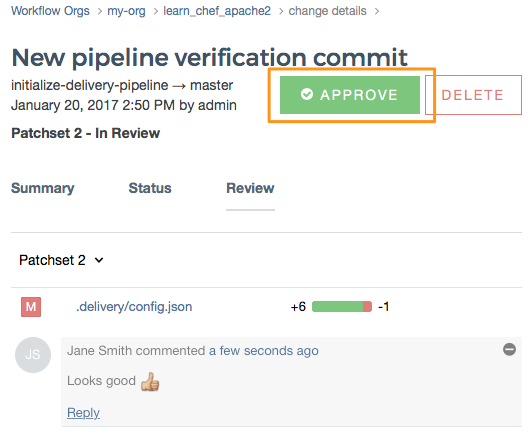 Workflow Orgs > my-org > learn_chef_apache2 > change details >
New pipeline verification commit
initialize-delivery-pipeline → master
January 20, 2017 2:50 PM by admin
APPROVE
DELETE
Patchset 2 - In Review
Summary Status Review
Patchset 2
M .delivery/config.json +6 -1
JS
Jane Smith commented a few seconds ago
Looks good 👍🏼
Reply